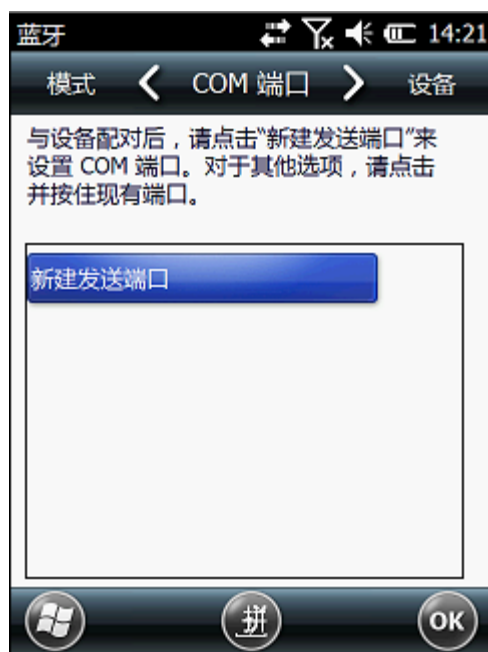 蓝牙 14:21
模式 COM 端口 设备
与设备配对后，请点击“新建发送端口”来
设置 COM 端口。对于其他选项，请点击
并按住现有端口。
新建发送端口
拼 OK